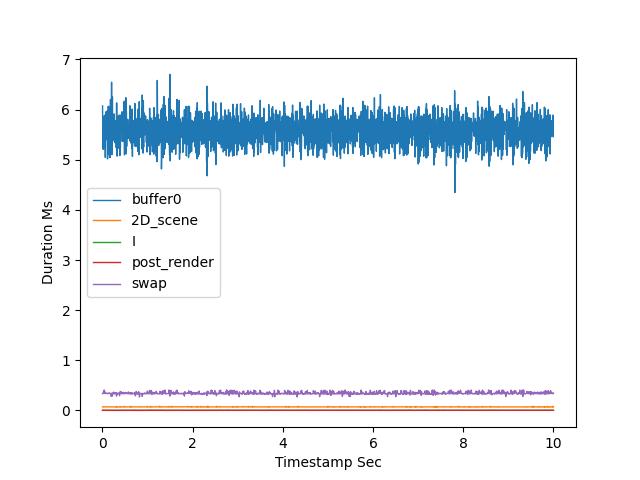 7
6
5
4
3
2
1
0
Duration Ms
buffer0
2D_scene
I
post_render
swap
0 2 4 6 8 10
Timestamp Sec